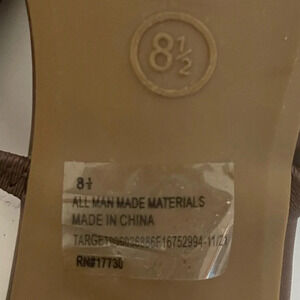 8½
8½
ALL MAN MADE MATERIALS
MADE IN CHINA
RN#17730